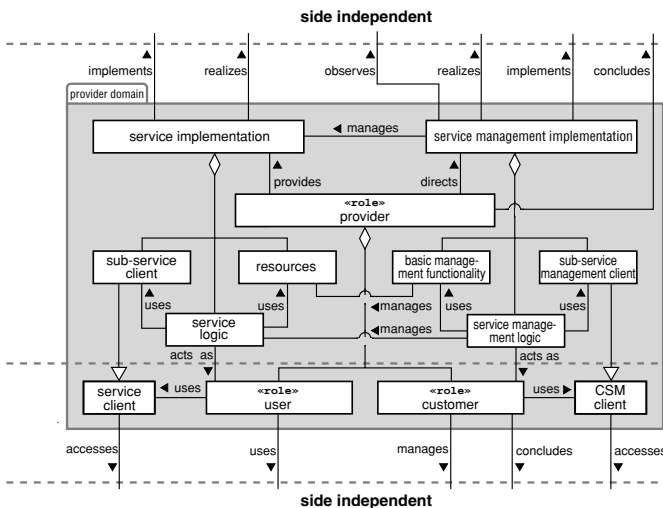 side independent
implements
realizes
observes
realizes
implements
concludes
provider domain
service implementation
◄ manages
service management implementation
provides
directs
«role»
provider
sub-service
client
resources
basic manage-
ment functionality
sub-service
management client
uses
uses
manages
uses
uses
service
logic
manages
service manage-
ment logic
acts as
acts as
service
client
uses
«role»
user
«role»
customer
uses
CSM
client
accesses
uses
manages
concludes
accesses
side independent